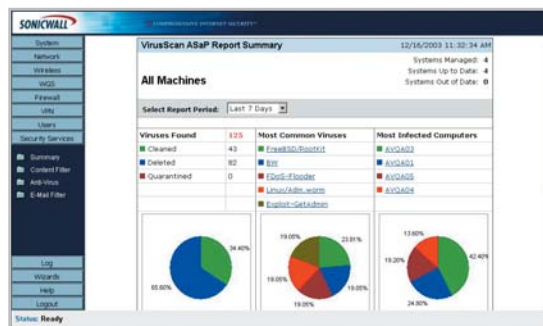 SONICWALL
COMPREHENSIVE INTERNET SECURITY™
System
Network
Wireless
WGS
Firewall
VPN
Users
Security Services
Summary
Content Filter
Anti-Virus
E-Mail Filter
Log
Wizards
Help
Logout
Status: Ready
VirusScan ASaP Report Summary
12/16/2003 11:32:34 AM
Systems Managed: 4
Systems Up to Date: 4
Systems Out of Date: 0
All Machines
Select Report Period: Last 7 Days
Viruses Found 125
Cleaned 43
Deleted 82
Quarantined 0
Most Common Viruses
FreeBSD/Rootkit
BW
FDoS-Flooder
Linux/Adm.worm
Exploit-GetAdmin
Most Infected Computers
AVQA03
AVQA01
AVQA05
AVQA04
34.40%
65.60%
19.05%
23.81%
19.05%
19.05%
19.05%
13.60%
42.40%
19.20%
24.80%